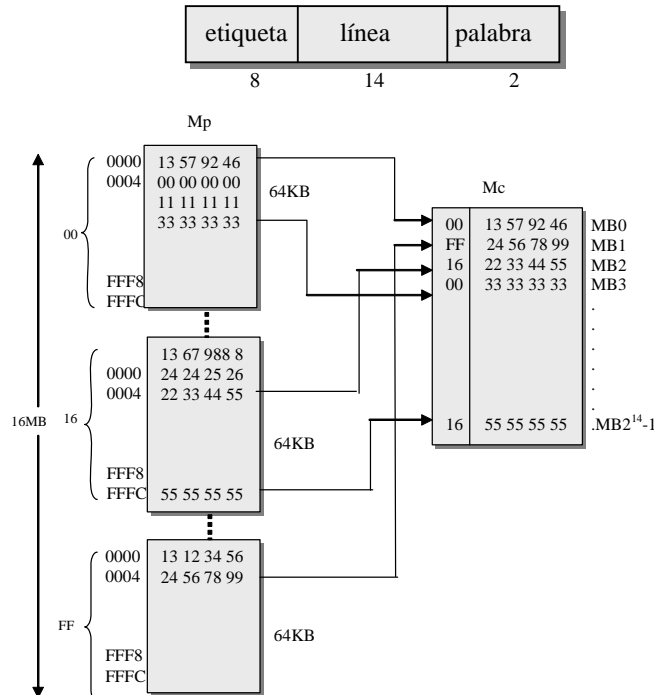 etiqueta línea palabra
8 14 2
Mp
0000 13 57 92 46
0004 00 00 00 00
11 11 11 11
33 33 33 33
64KB
00
FFF8
FFFC
Mc
00 13 57 92 46 MB0
FF 24 56 78 99 MB1
16 22 33 44 55 MB2
00 33 33 33 33 MB3
.
.
.
.
.
.
16 55 55 55 55 .MB2¹⁴-1
16MB
16
13 67 988 8
0000 24 24 25 26
0004 22 33 44 55
64KB
FFF8
FFFC 55 55 55 55
FF
0000 13 12 34 56
0004 24 56 78 99
64KB
FFF8
FFFC